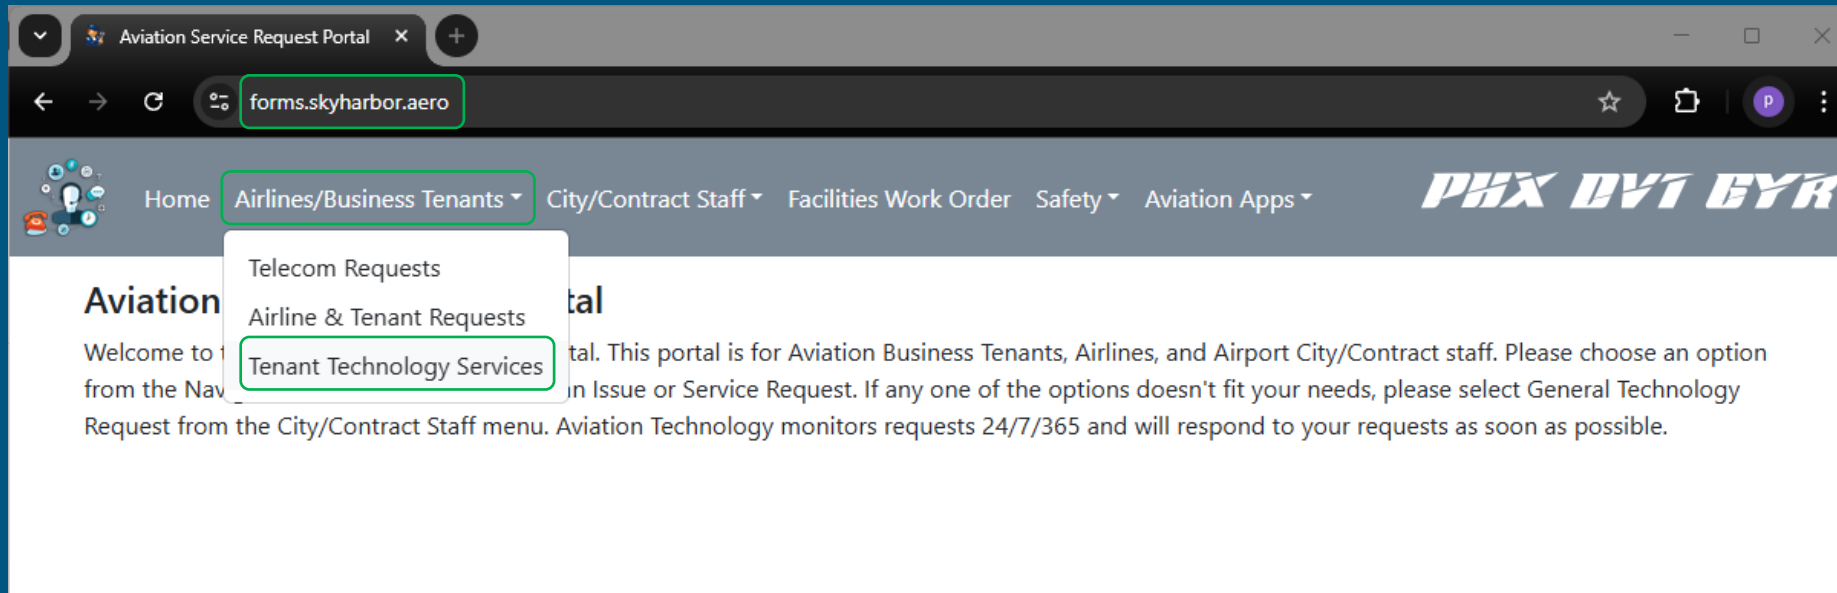 Aviation Service Request Portal
forms.skyharbor.aero
P
Home Airlines/Business Tenants City/Contract Staff Facilities Work Order Safety Aviation Apps PHX DVT GYR
Telecom Requests
Airline & Tenant Requests
Tenant Technology Services
Aviation tal
Welcome to t tal. This portal is for Aviation Business Tenants, Airlines, and Airport City/Contract staff. Please choose an option
from the Nav n Issue or Service Request. If any one of the options doesn't fit your needs, please select General Technology
Request from the City/Contract Staff menu. Aviation Technology monitors requests 24/7/365 and will respond to your requests as soon as possible.